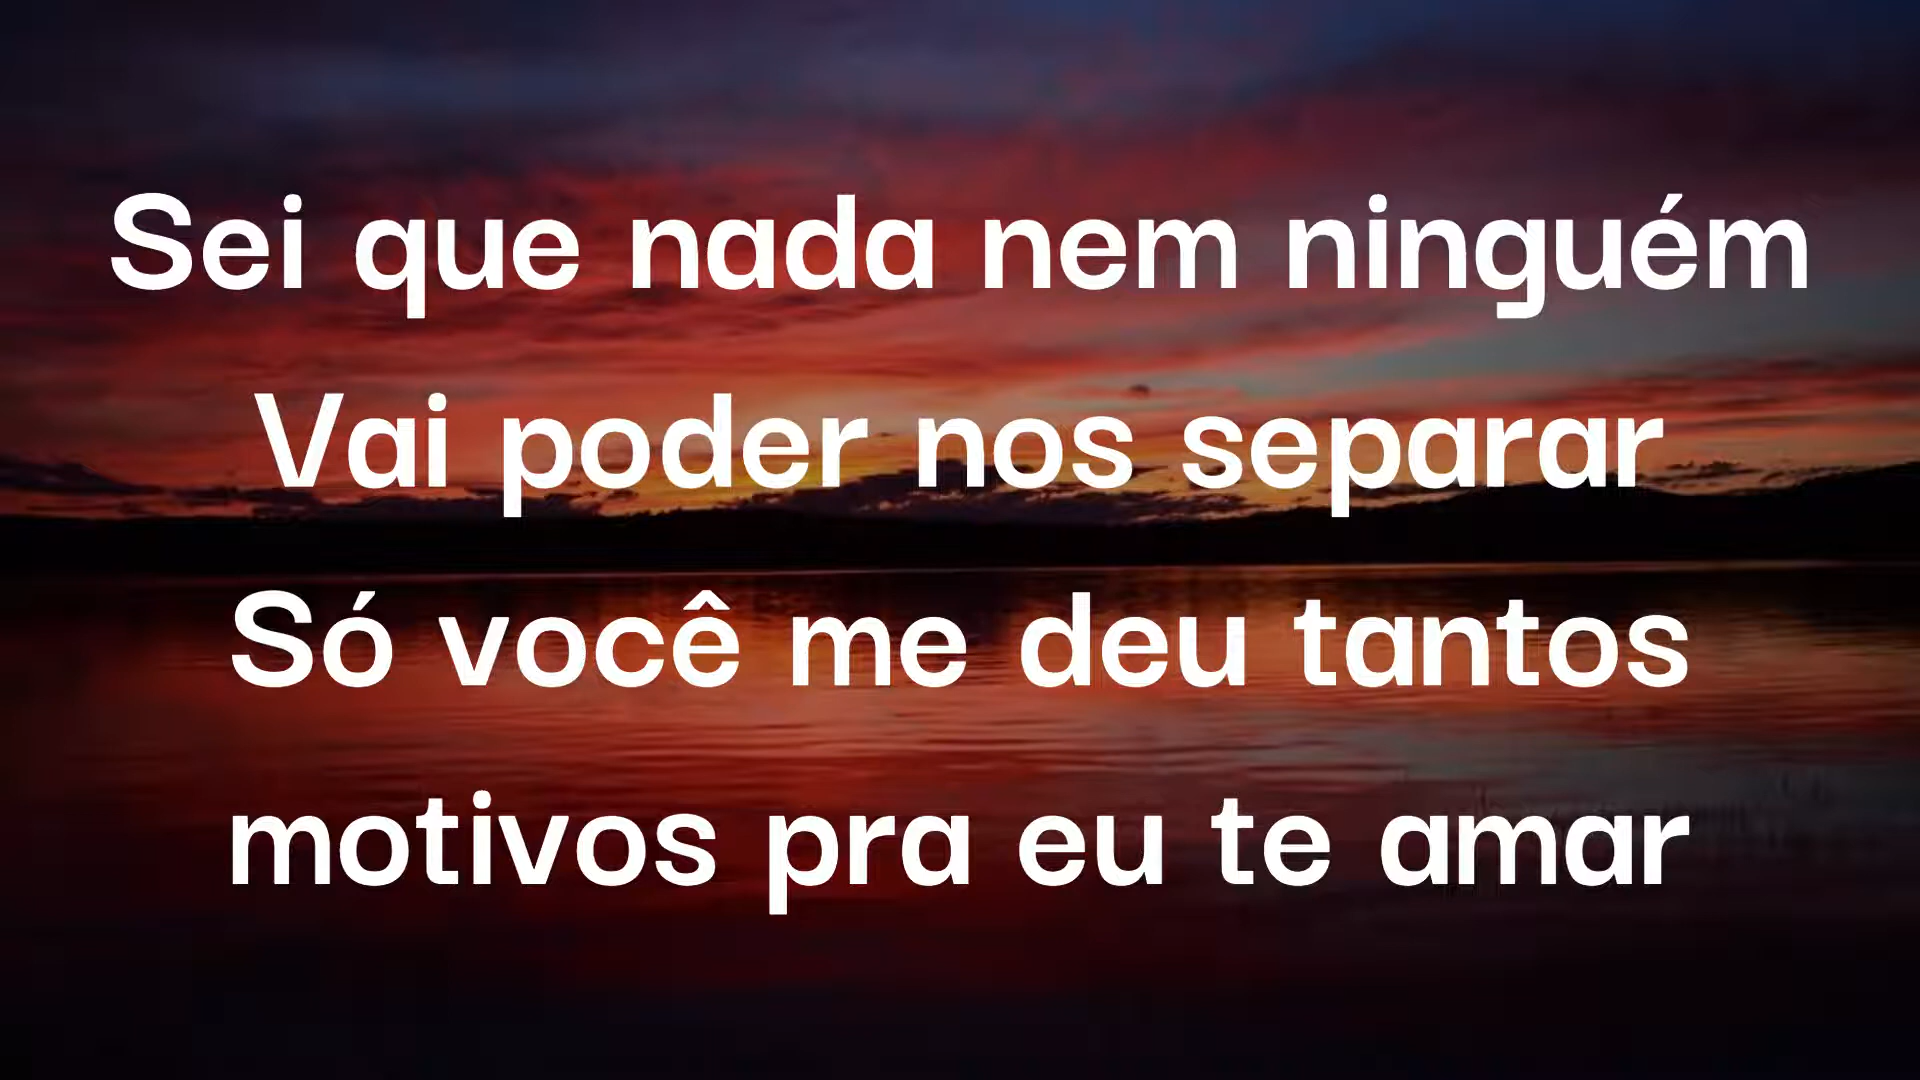 Sei que nada nem ninguém
Vai poder nos separar
Só você me deu tantos
motivos pra eu te amar